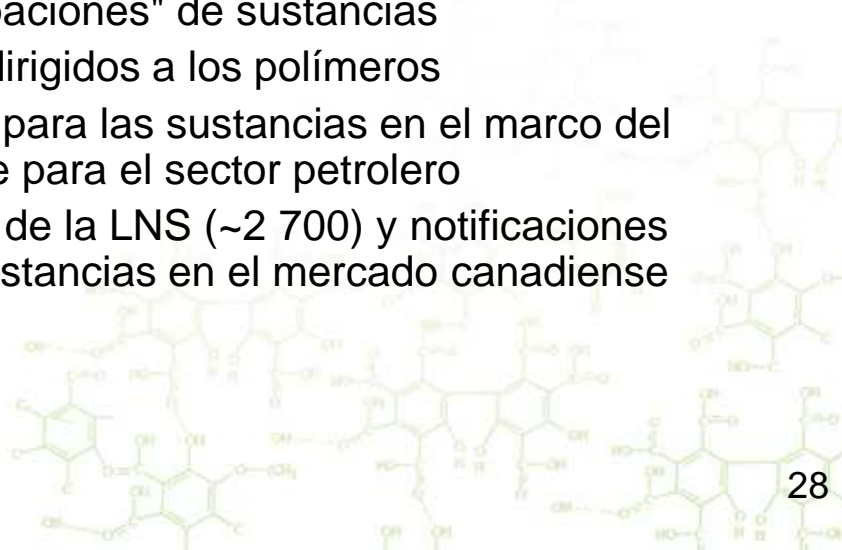 paciones" de sustancias
dirigidos a los polímeros
para las sustancias en el marco del
e para el sector petrolero
de la LNS (~2 700) y notificaciones
stancias en el mercado canadiense
28